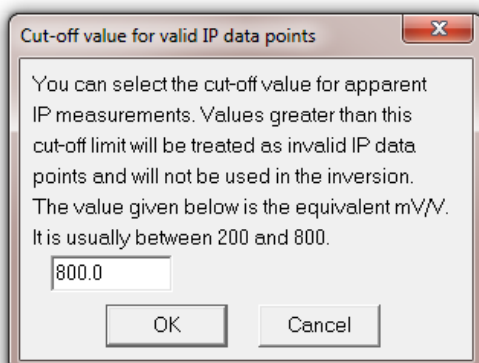 Cut-off value for valid IP data points
You can select the cut-off value for apparent
IP measurements. Values greater than this
cut-off limit will be treated as invalid IP data
points and will not be used in the inversion.
The value given below is the equivalent mV/V.
It is usually between 200 and 800.
800.0
OK Cancel